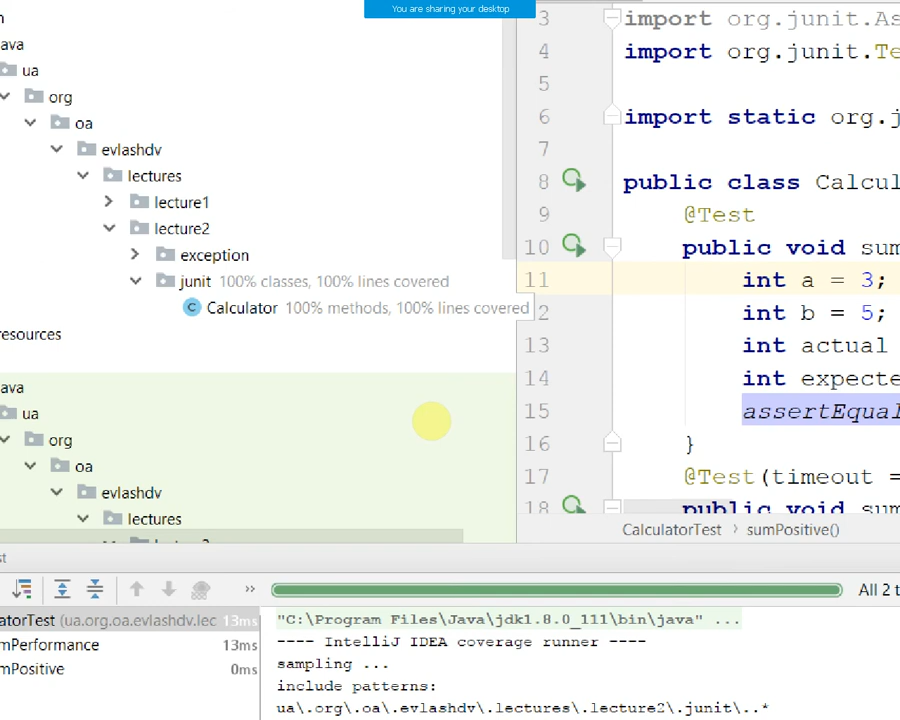 You are sharing your desktop
ava
ua
org
oa
evlashdv
lectures
lecture1
lecture2
exception
junit 100% classes, 100% lines covered
Calculator 100% methods, 100% lines covered
resources
ava
ua
org
oa
evlashdv
lectures
3 import org.junit.As
4 import org.junit.Te
5
6 import static org.j
7
8 public class Calcul
9 @Test
10 public void sum
11 int a = 3;
2 int b = 5;
13 int actual
14 int expecte
15 assertEqual
16 }
17 @Test(timeout =
18 public void sum
CalculatorTest > sumPositive()
st
>> All 2 t
atorTest (ua.org.oa.evlashdv.lec 13ms
mPerformance 13ms
mPositive 0ms
"C:\Program Files\Java\jdk1.8.0_111\bin\java" ...
---- IntelliJ IDEA coverage runner ----
sampling ...
include patterns:
ua\.org\.oa\.evlashdv\.lectures\.lecture2\.junit\..*